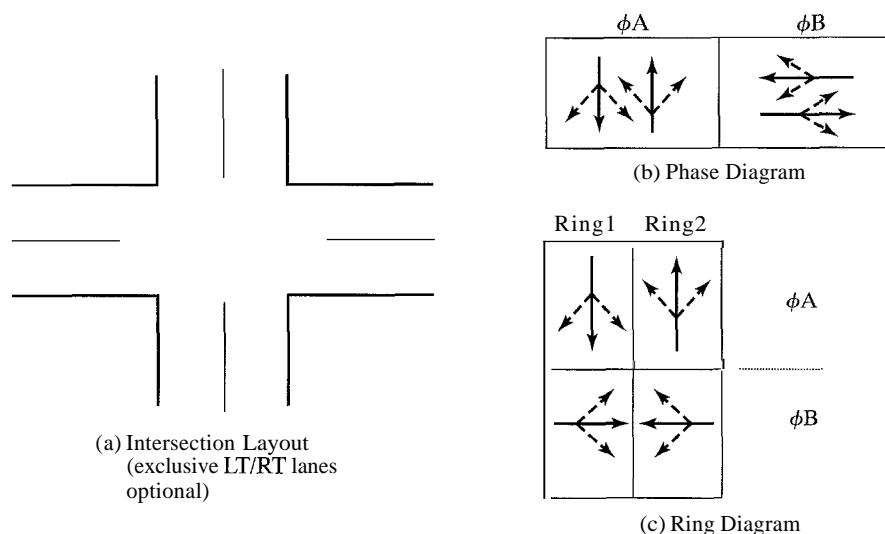 ϕA
ϕB
(b) Phase Diagram
Ring1
Ring2
ϕA
ϕB
(a) Intersection Layout
(exclusive LT/RT lanes
optional)
(c) Ring Diagram